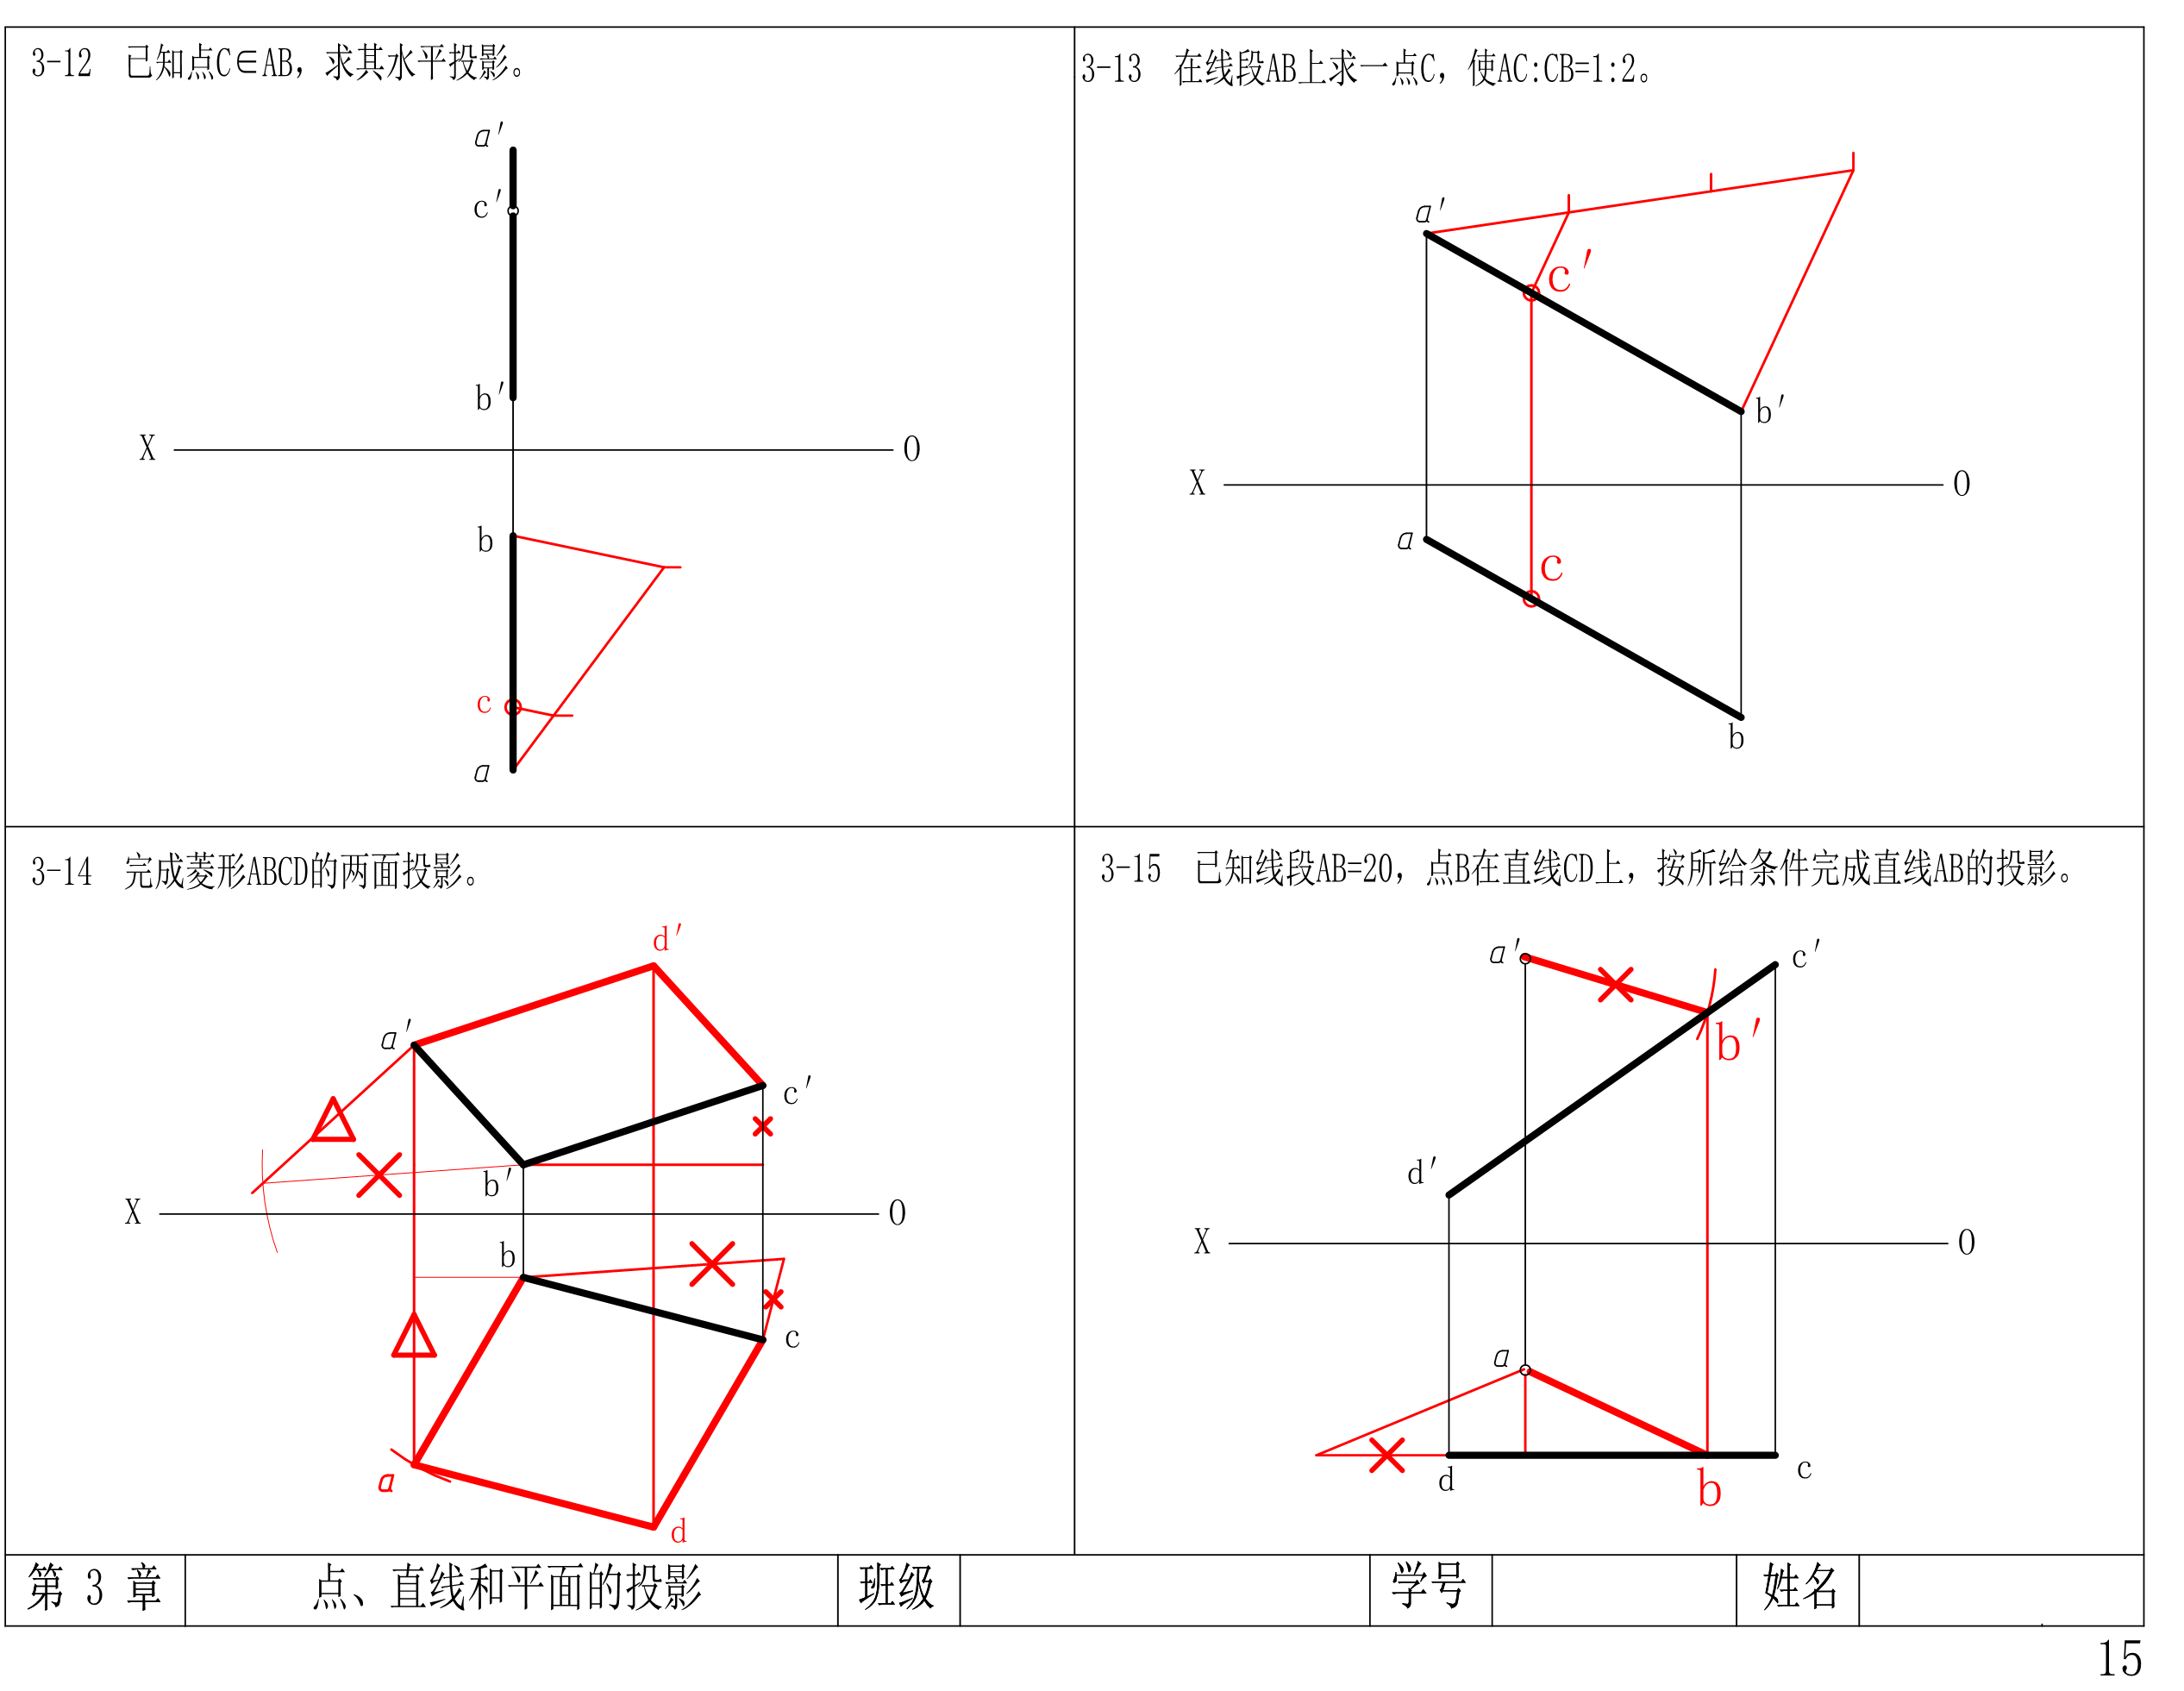 3-12 已知点C∈AB，求其水平投影。
a′
c′
b′
X O
b
c
a
3-13 在线段AB上求一点C，使AC:CB=1:2。
a′
c′
b′
X O
a
c
b
3-14 完成菱形ABCD的两面投影。
d′
a′
c′
b′
X O
b
c
a
d
3-15 已知线段AB=20，点B在直线CD上，按所给条件完成直线AB的投影。
a′ c′
b′
d′
X O
a
d b c
第 3 章 点、直线和平面的投影 班级 学号 姓名
15